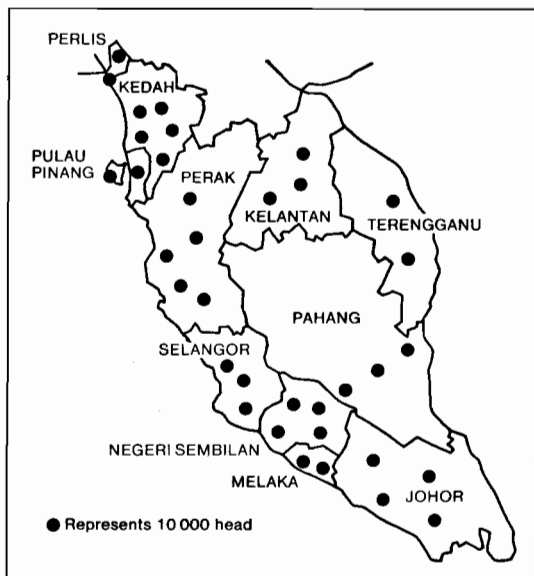 PERLIS
KEDAH
PULAU
PINANG
PERAK
KELANTAN
TERENGGANU
PAHANG
SELANGOR
NEGERI SEMBILAN
MELAKA
JOHOR
Represents 10 000 head